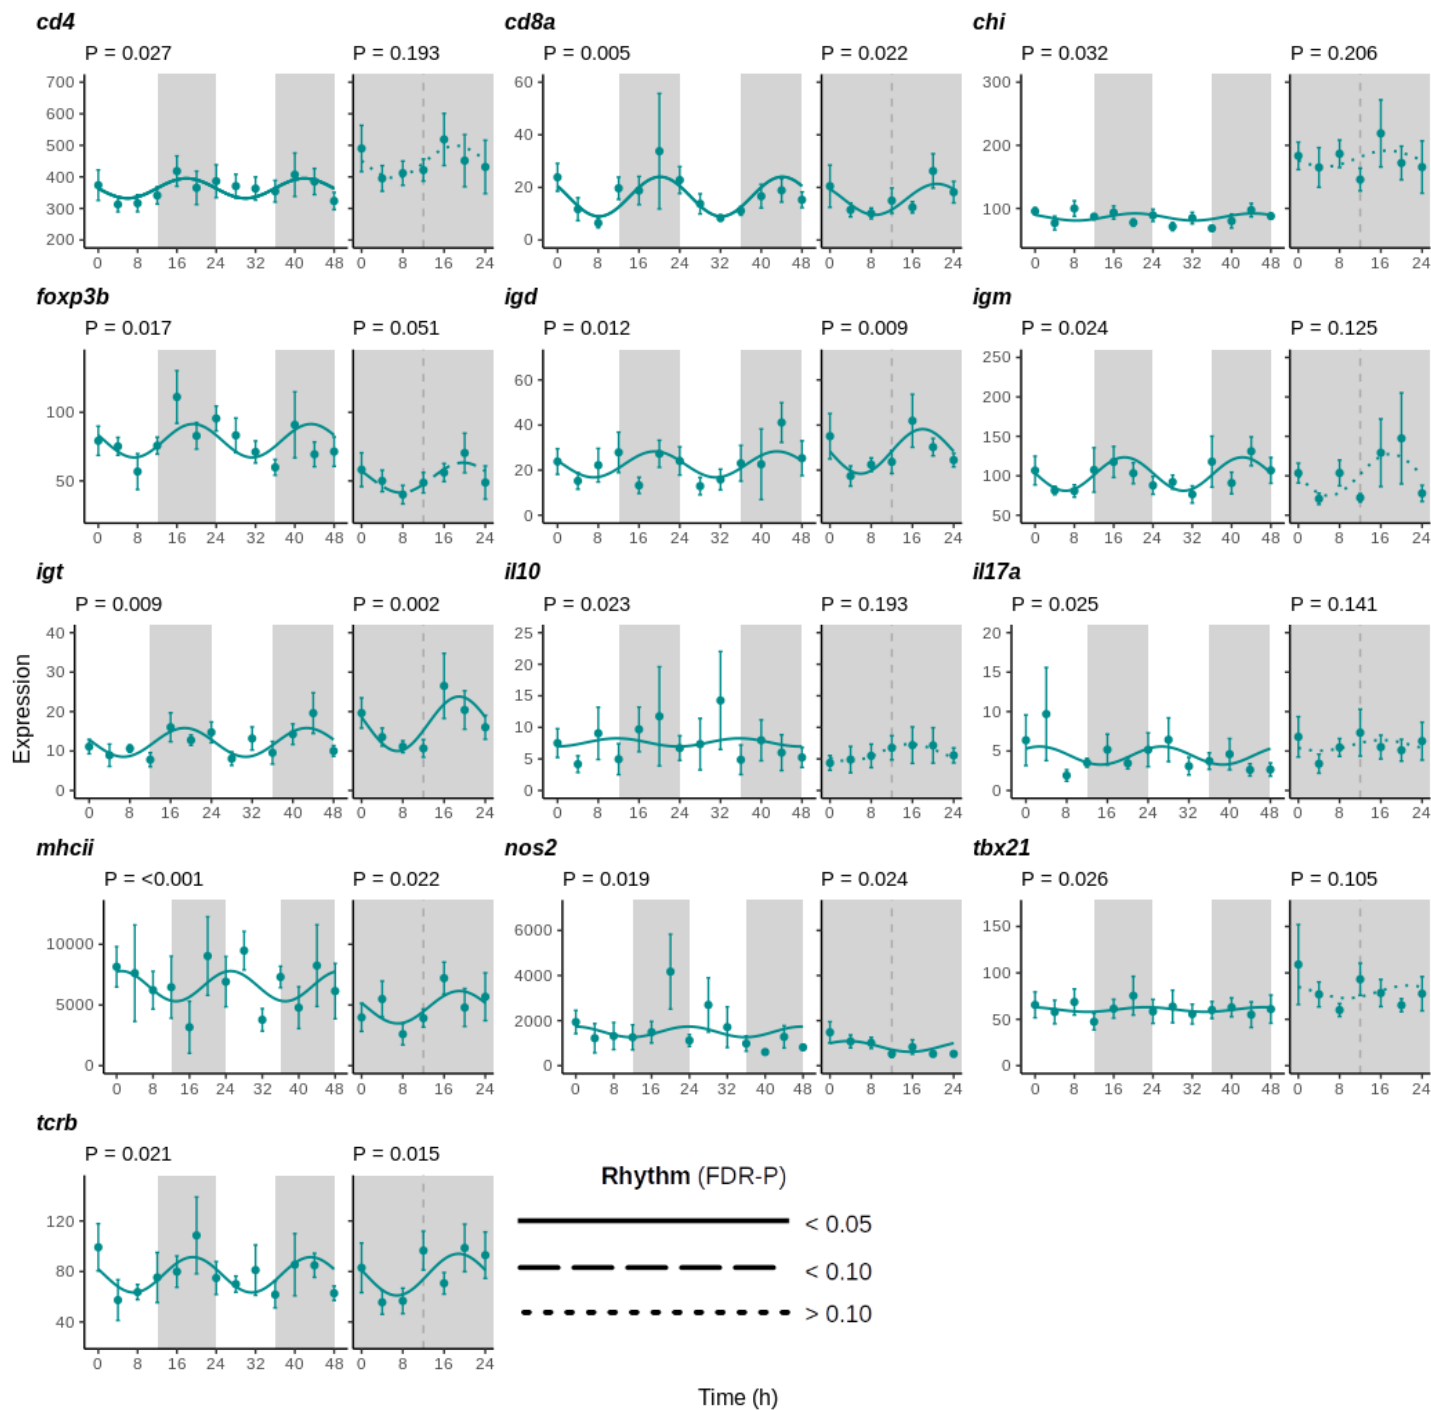 cd4 cd8a chi
P = 0.027 P = 0.193 P = 0.005 P = 0.022 P = 0.032 P = 0.206
700 60 300
600
500 40 200
400
300 20 100
200 0
0 8 16 24 32 40 48 0 8 16 24 0 8 16 24 32 40 48 0 8 16 24 0 8 16 24 32 40 48 0 8 16 24
foxp3b igd igm
P = 0.017 P = 0.051 P = 0.012 P = 0.009 P = 0.024 P = 0.125
100 60 250
50 40 200
20 150
0 100
50
0 8 16 24 32 40 48 0 8 16 24 0 8 16 24 32 40 48 0 8 16 24 0 8 16 24 32 40 48 0 8 16 24
igt il10 il17a
P = 0.009 P = 0.002 P = 0.023 P = 0.193 P = 0.025 P = 0.141
40 25 20
30 20 15
20 15 10
10 10 5
0 5 0
0
Expression
0 8 16 24 32 40 48 0 8 16 24 0 8 16 24 32 40 48 0 8 16 24 0 8 16 24 32 40 48 0 8 16 24
mhcii nos2 tbx21
P = <0.001 P = 0.022 P = 0.019 P = 0.024 P = 0.026 P = 0.105
10000 6000 150
5000 4000 100
0 2000 50
0 0
0 8 16 24 32 40 48 0 8 16 24 0 8 16 24 32 40 48 0 8 16 24 0 8 16 24 32 40 48 0 8 16 24
tcrb
P = 0.021 P = 0.015
120
80
40
0 8 16 24 32 40 48 0 8 16 24
Rhythm (FDR-P)
< 0.05
< 0.10
> 0.10
Time (h)